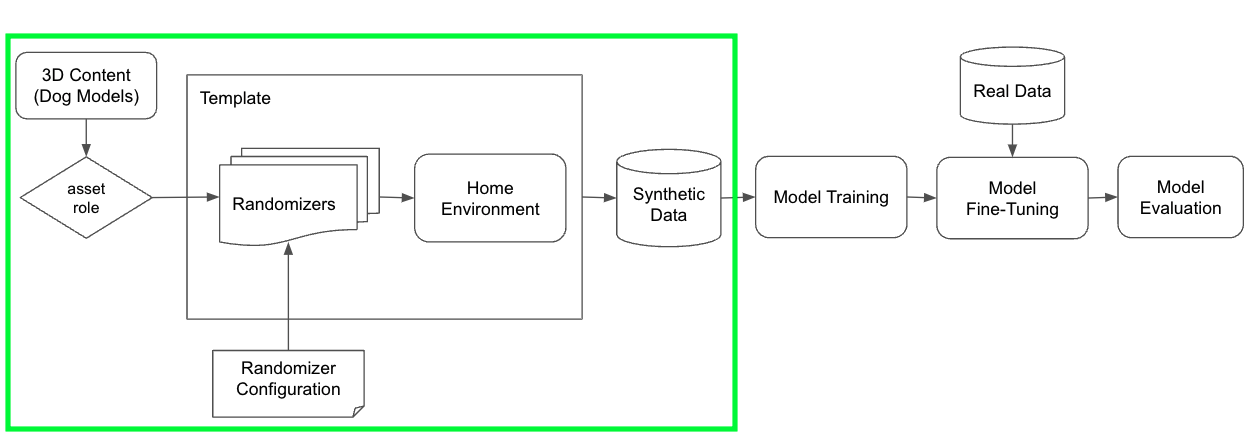 3D Content
(Dog Models)
Template
Real Data
asset
role
Randomizers
Home
Environment
Synthetic
Data
Model Training
Model
Fine-Tuning
Model
Evaluation
Randomizer
Configuration